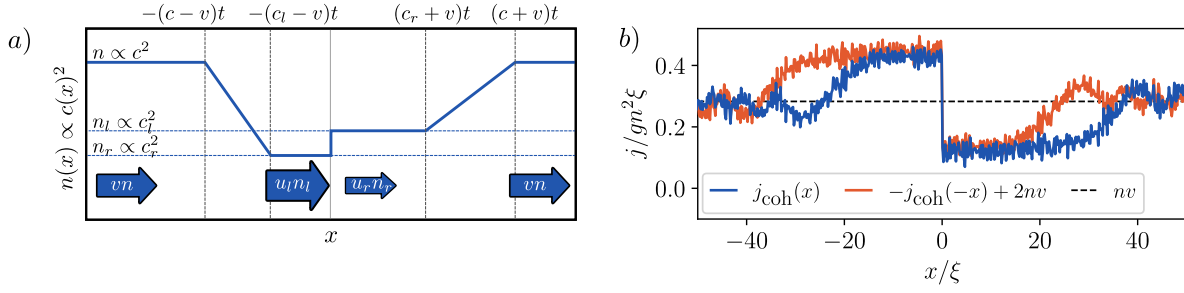 a)
−(c − v)t
−(c_l − v)t
(c_r + v)t
(c + v)t
n(x) ∝ c(x)²
n ∝ c²
n_l ∝ c_l²
n_r ∝ c_r²
vn
u_l n_l
u_r n_r
vn
x
b)
j/gn²ξ
0.4
0.2
0.0
j_coh(x)
−j_coh(−x) + 2nv
nv
−40
−20
0
20
40
x/ξ